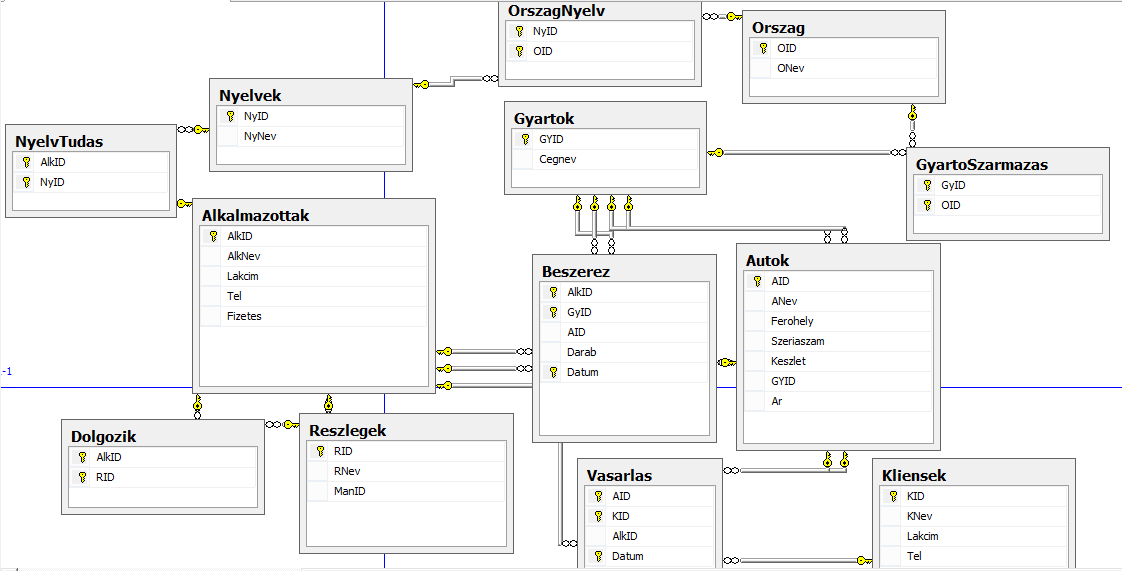 OrszagNyelv
NyID
OID
Orszag
OID
ONev
Nyelvek
NyID
NyNev
Gyartok
GYID
Cegnev
NyelvTudas
AlkID
NyID
GyartoSzarmazas
GyID
OID
Alkalmazottak
AlkID
AlkNev
Lakcim
Tel
Fizetes
Beszerez
AlkID
GyID
AID
Darab
Datum
Autok
AID
ANev
Ferohely
Szeriaszam
Keszlet
GYID
Ar
-1
Dolgozik
AlkID
RID
Reszlegek
RID
RNev
ManID
Vasarlas
AID
KID
AlkID
Datum
Kliensek
KID
KNev
Lakcim
Tel